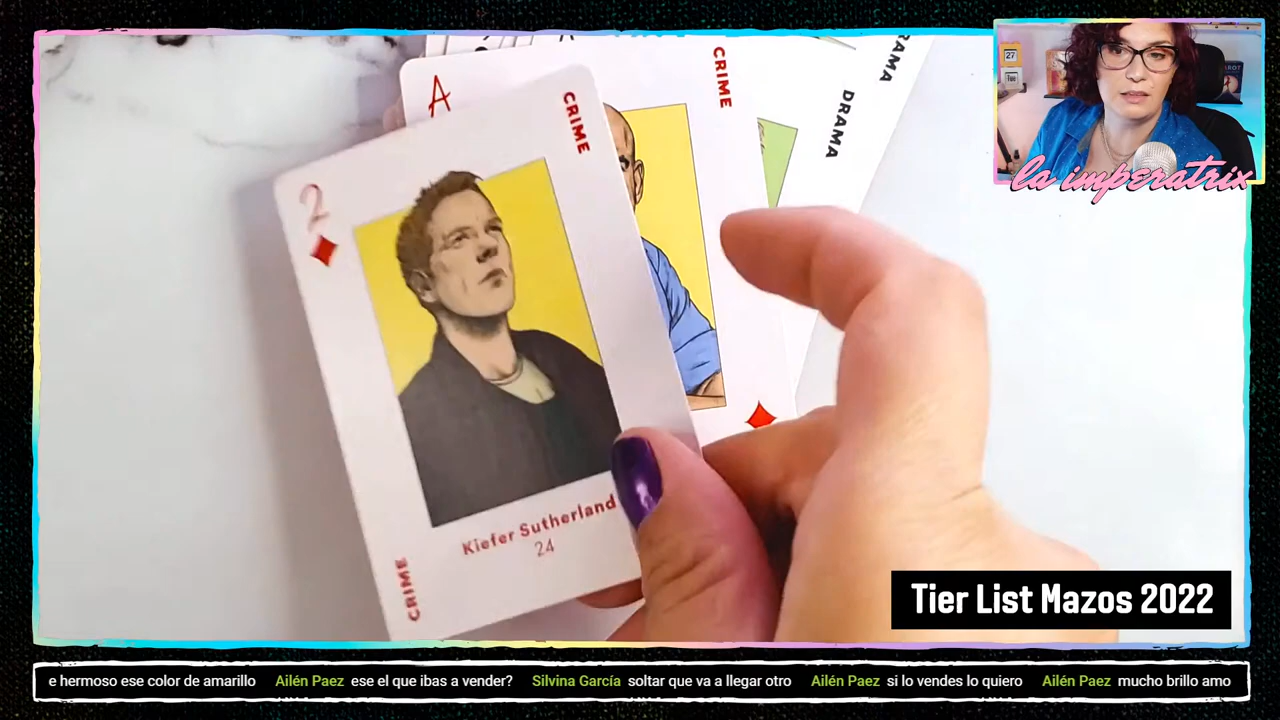 CRIME
CRIME
DRAMA
RAMA
A
2
Kiefer Sutherland
24
CRIME
27
la imperatrix
Tier List Mazos 2022
e hermoso ese color de amarillo Ailén Paez ese el que ibas a vender? Silvina García soltar que va a llegar otro Ailén Paez si lo vendes lo quiero Ailén Paez mucho brillo amo